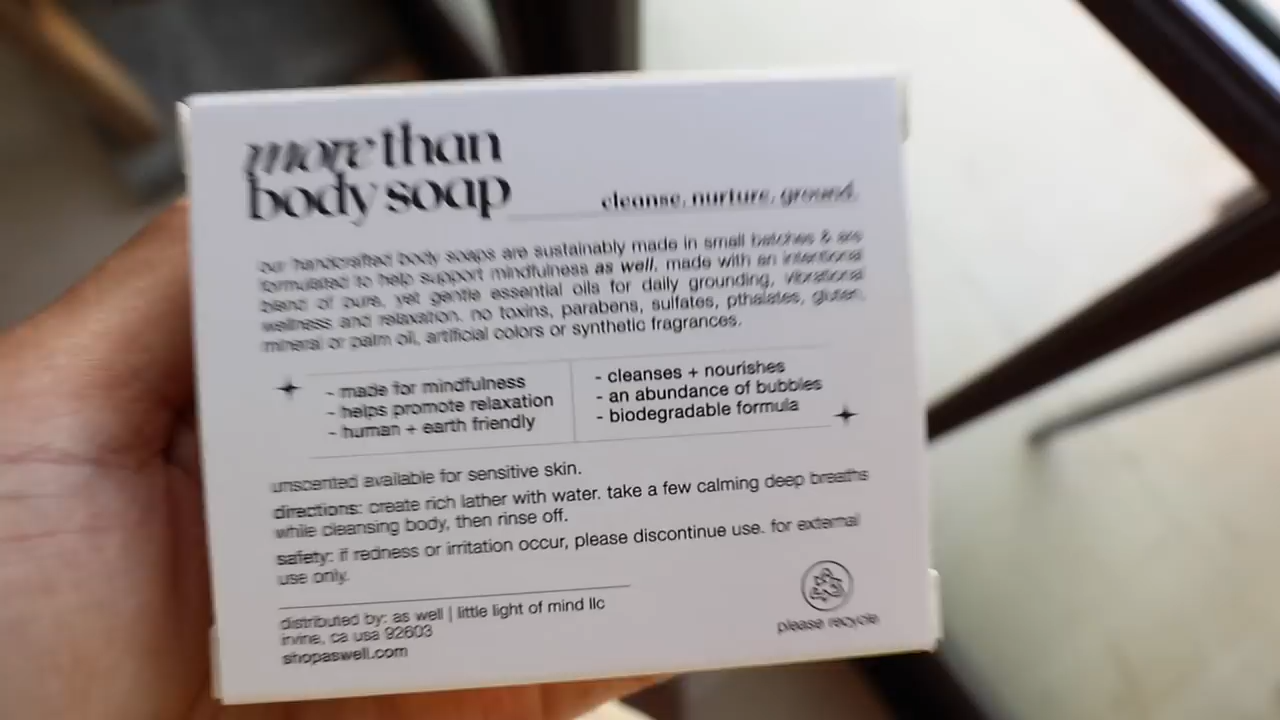 more than
body soap
cleanse. nurture. ground.
our handcrafted body soaps are sustainably made in small batches & are
formulated to help support mindfulness as well. made with an intentional
blend of pure, yet gentle essential oils for daily grounding, vibrational
wellness and relaxation. no toxins, parabens, sulfates, pthalates, gluten,
mineral or palm oil, artificial colors or synthetic fragrances.
- made for mindfulness
- helps promote relaxation
- human + earth friendly
- cleanses + nourishes
- an abundance of bubbles
- biodegradable formula
unscented available for sensitive skin.
directions: create rich lather with water. take a few calming deep breaths
while cleansing body, then rinse off.
safety: if redness or irritation occur, please discontinue use. for external
use only.
distributed by: as well | little light of mind llc
irvine, ca usa 92603
shopaswell.com
please recycle